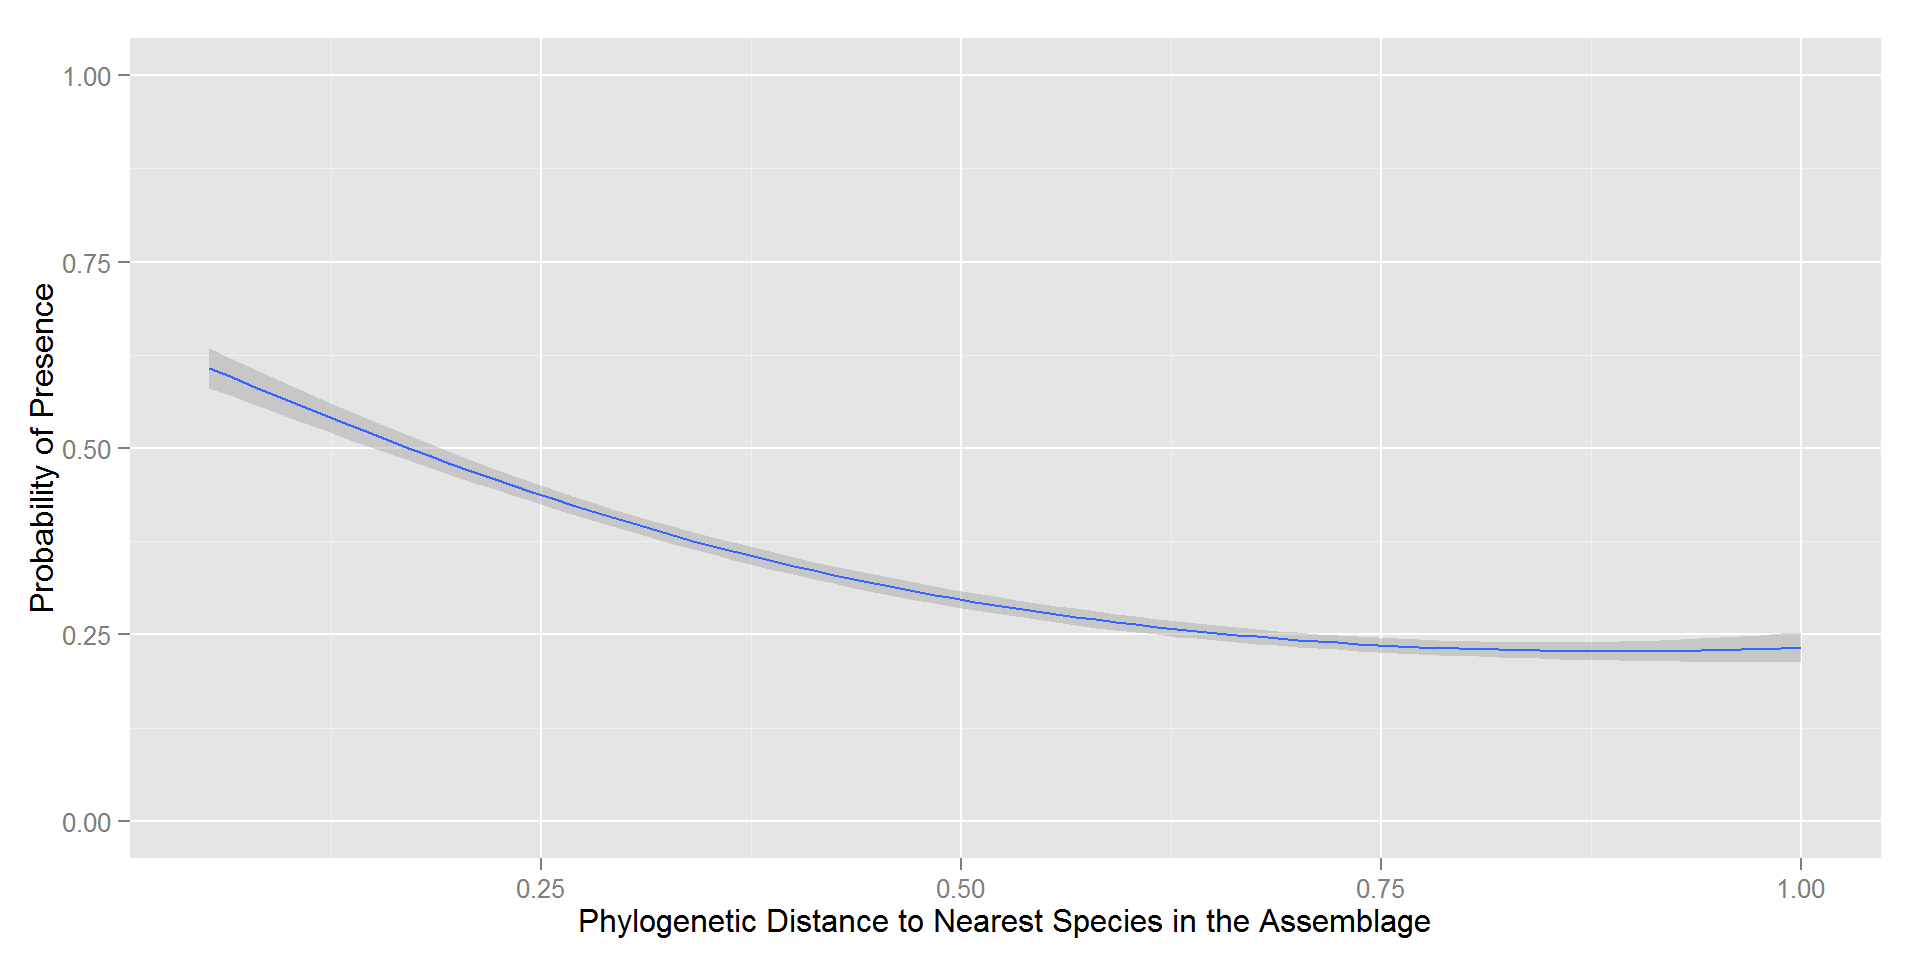 1.00
0.75
0.50
0.25
0.00
Probability of Presence
0.25 0.50 0.75 1.00
Phylogenetic Distance to Nearest Species in the Assemblage